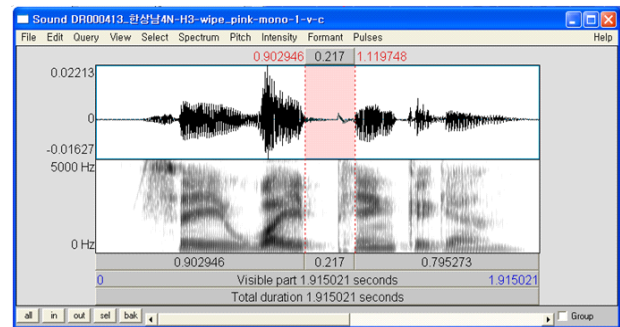 Sound DR000413_한상남4N-H3-wipe_pink-mono-1-v-c
File Edit Query View Select Spectrum Pitch Intensity Formant Pulses Help
0.902946 0.217 1.119748
0.02213
0
-0.01627
5000 Hz
0 Hz
0.902946 0.217 0.795273
0 Visible part 1.915021 seconds 1.915021
Total duration 1.915021 seconds
all in out sel bak Group